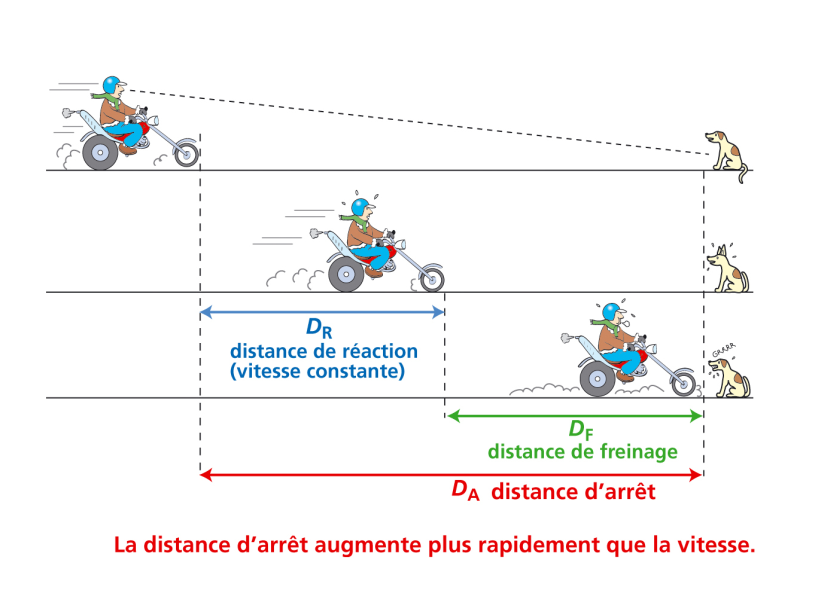 D_R
distance de réaction
(vitesse constante)
GRRRR
D_F
distance de freinage
D_A distance d’arrêt
La distance d’arrêt augmente plus rapidement que la vitesse.